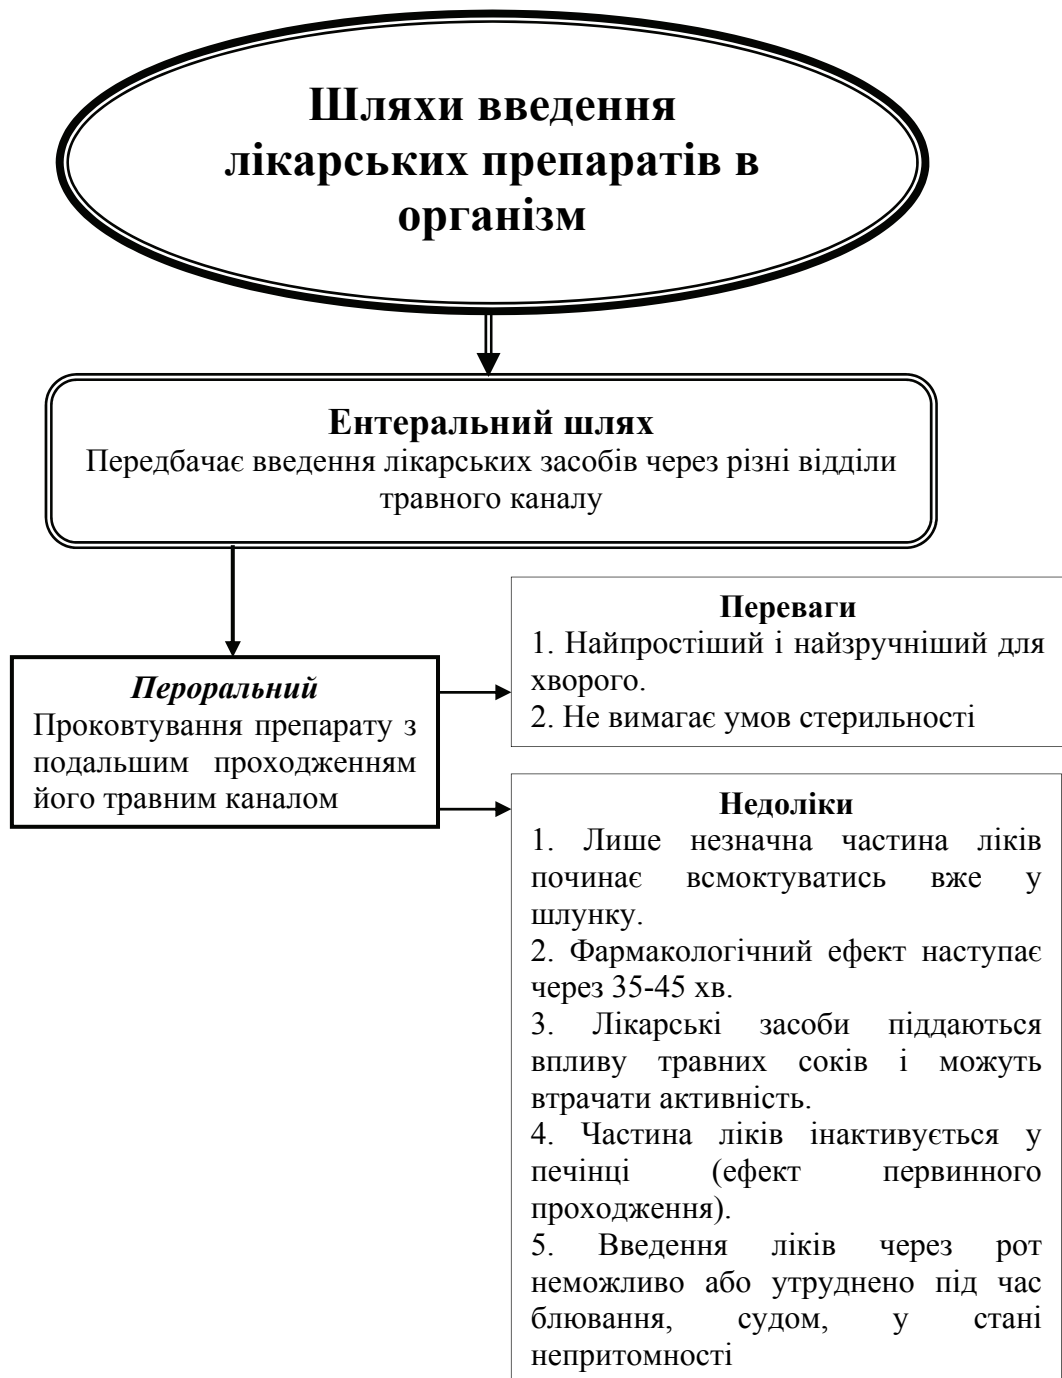 Шляхи введення
лікарських препаратів в
організм
Ентеральний шлях
Передбачає введення лікарських засобів через різні відділи
травного каналу
Пероральний
Проковтування препарату з
подальшим проходженням
його травним каналом
Переваги
1. Найпростіший і найзручніший для
хворого.
2. Не вимагає умов стерильності
Недоліки
1. Лише незначна частина ліків
починає всмоктуватись вже у
шлунку.
2. Фармакологічний ефект наступає
через 35-45 хв.
3. Лікарські засоби піддаються
впливу травних соків і можуть
втрачати активність.
4. Частина ліків інактивується у
печінці (ефект первинного
проходження).
5. Введення ліків через рот
неможливо або утруднено під час
блювання, судом, у стані
непритомності